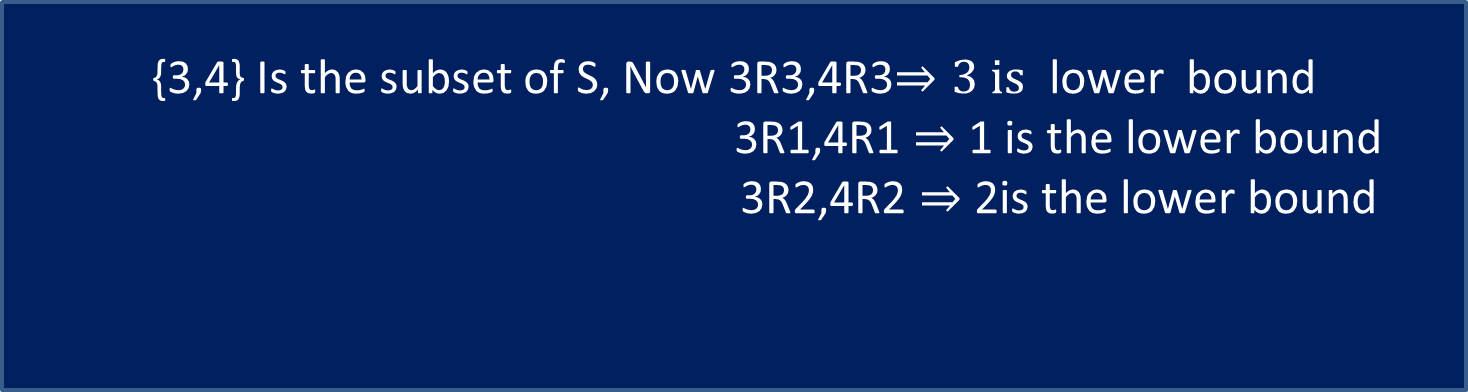 {3,4} Is the subset of S, Now 3R3,4R3⇒ 3 is lower bound
3R1,4R1 ⇒ 1 is the lower bound
3R2,4R2 ⇒ 2is the lower bound